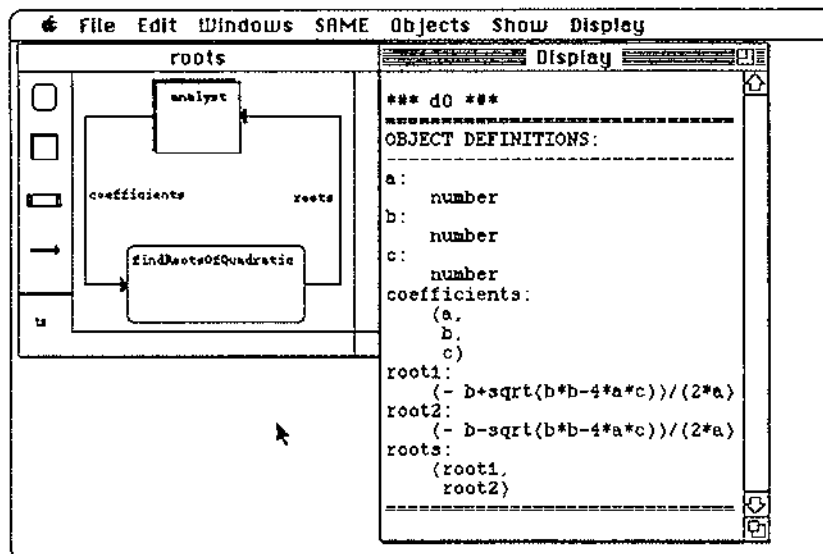 File Edit Windows SAME Objects Show Display
roots
analyst
coefficients
roots
findRootsOfQuadratic
ts
Display
*** d0 ***
OBJECT DEFINITIONS:
a:
number
b:
number
c:
number
coefficients:
(a,
b,
c)
root1:
(- b+sqrt(b*b-4*a*c))/(2*a)
root2:
(- b-sqrt(b*b-4*a*c))/(2*a)
roots:
(root1,
root2)